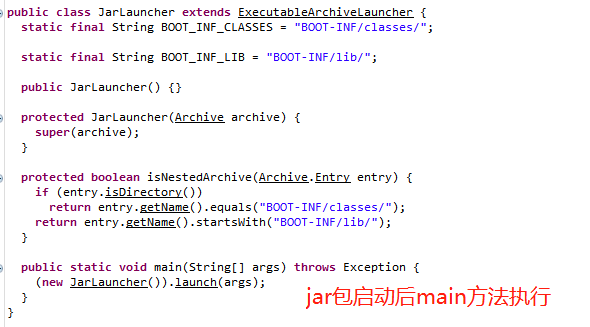 public class JarLauncher extends ExecutableArchiveLauncher {
  static final String BOOT_INF_CLASSES = "BOOT-INF/classes/";
  static final String BOOT_INF_LIB = "BOOT-INF/lib/";
  public JarLauncher() {}
  protected JarLauncher(Archive archive) {
    super(archive);
  }
  protected boolean isNestedArchive(Archive.Entry entry) {
    if (entry.isDirectory())
      return entry.getName().equals("BOOT-INF/classes/");
    return entry.getName().startsWith("BOOT-INF/lib/");
  }
  public static void main(String[] args) throws Exception {
    (new JarLauncher()).launch(args);
  }
jar包启动后main方法执行
}